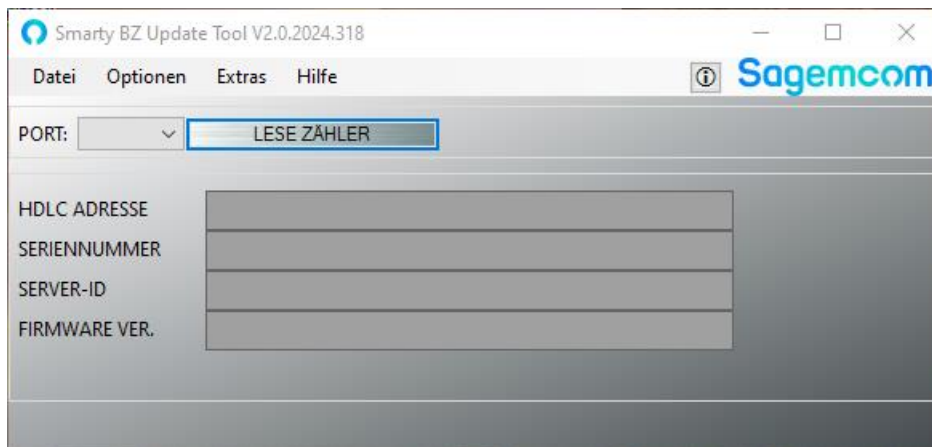 Smarty BZ Update Tool V2.0.2024.318
Datei Optionen Extras Hilfe
Sagemcom
PORT: LESE ZÄHLER
HDLC ADRESSE
SERIENNUMMER
SERVER-ID
FIRMWARE VER.